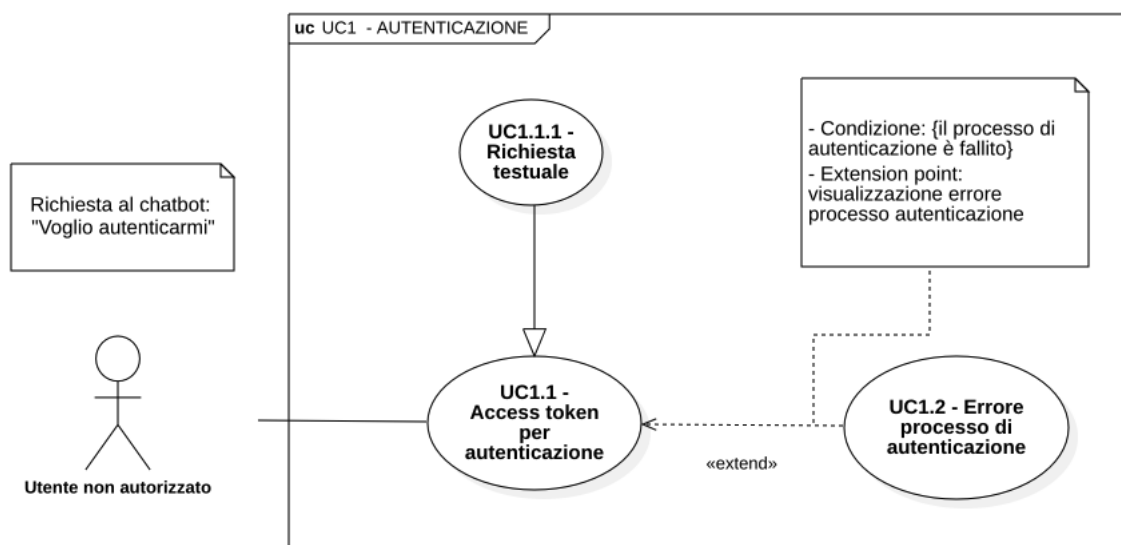 uc UC1 - AUTENTICAZIONE
UC1.1.1 -
Richiesta
testuale
- Condizione: {il processo di
autenticazione è fallito}
- Extension point:
visualizzazione errore
processo autenticazione
Richiesta al chatbot:
"Voglio autenticarmi"
UC1.1 -
Access token
per
autenticazione
UC1.2 - Errore
processo di
autenticazione
«extend»
Utente non autorizzato